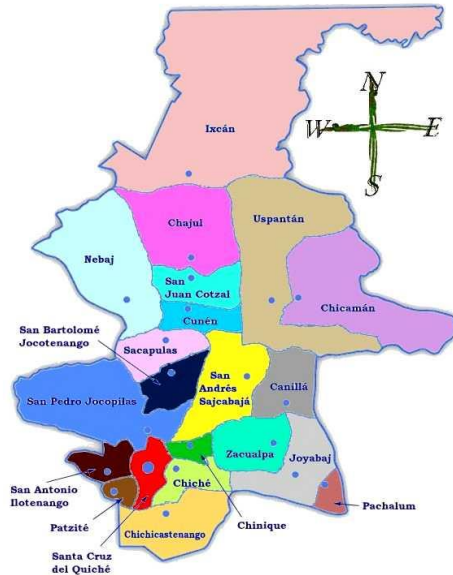 N
W
E
S
Ixcán
Chajul
Uspantán
Nebaj
San
Juan Cotzal
Chicamán
Cunén
San Bartolomé
Jocotenango
Sacapulas
San
Andrés
Sajcabajá
Canillá
San Pedro Jocopilas
Zacualpa
Joyabaj
San Antonio
Ilotenango
Chiché
Patzité
Chinique
Pachalum
Santa Cruz
del Quiché
Chichicastenango